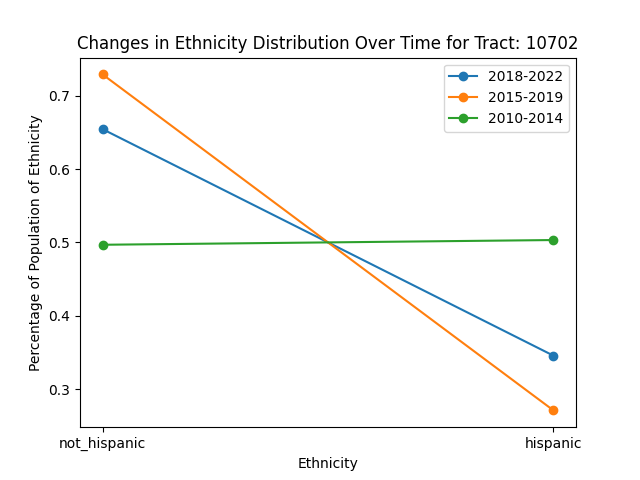 Changes in Ethnicity Distribution Over Time for Tract: 10702
2018-2022
2015-2019
2010-2014
Percentage of Population of Ethnicity
0.7
0.6
0.5
0.4
0.3
not_hispanic
hispanic
Ethnicity